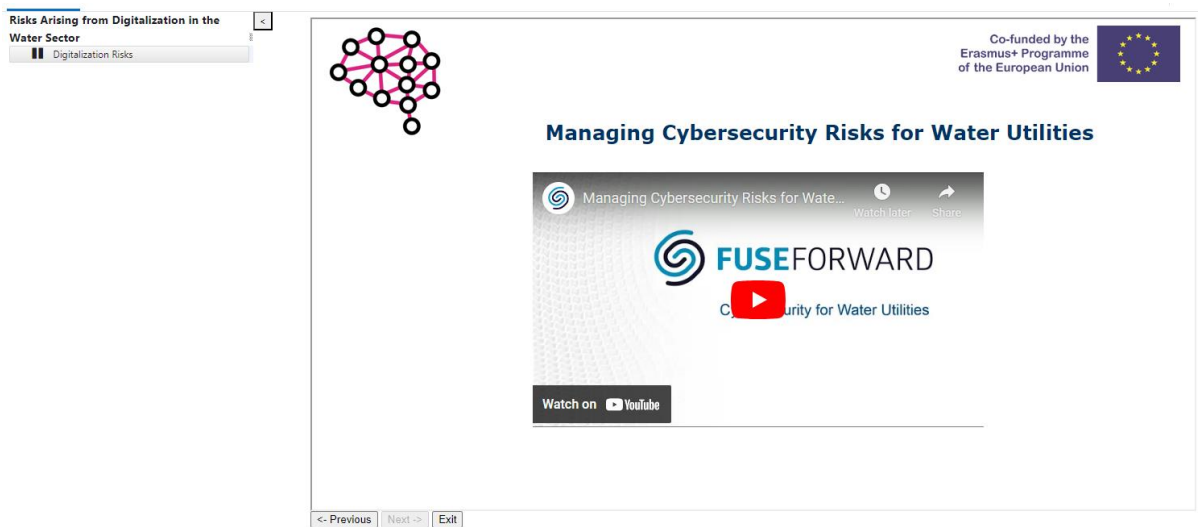 Risks Arising from Digitalization in the
Water Sector
<
Digitalization Risks
Co-funded by the
Erasmus+ Programme
of the European Union
Managing Cybersecurity Risks for Water Utilities
Managing Cybersecurity Risks for Wate...
Watch later
Share
FUSEFORWARD
urity for Water Utilities
Watch on YouTube
<- Previous
Next ->
Exit